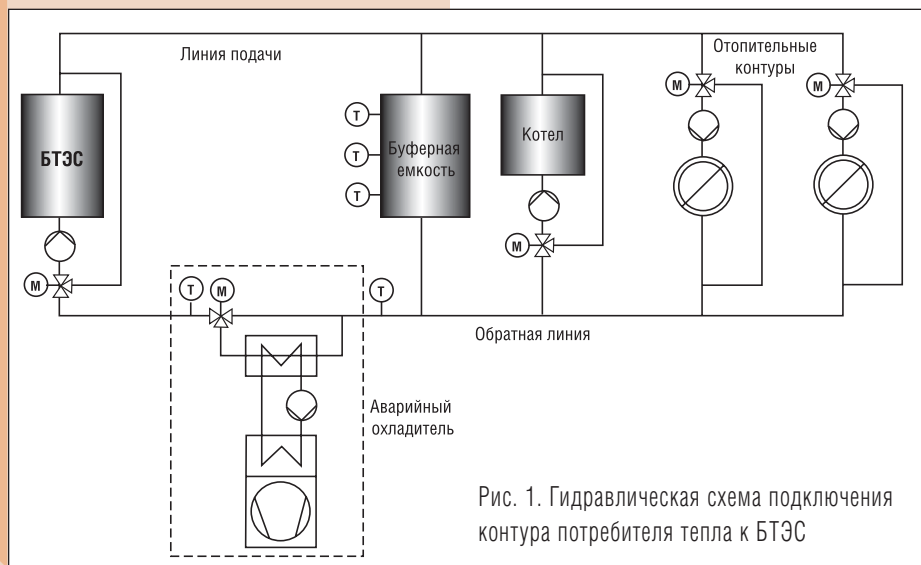 Линия подачи
Отопительные
контуры
М
М
Т
БТЭС
Т
Буферная
емкость
Котел
Т
М
М
Т
М
Т
Обратная линия
Аварийный
охладитель
Рис. 1. Гидравлическая схема подключения
контура потребителя тепла к БТЭС